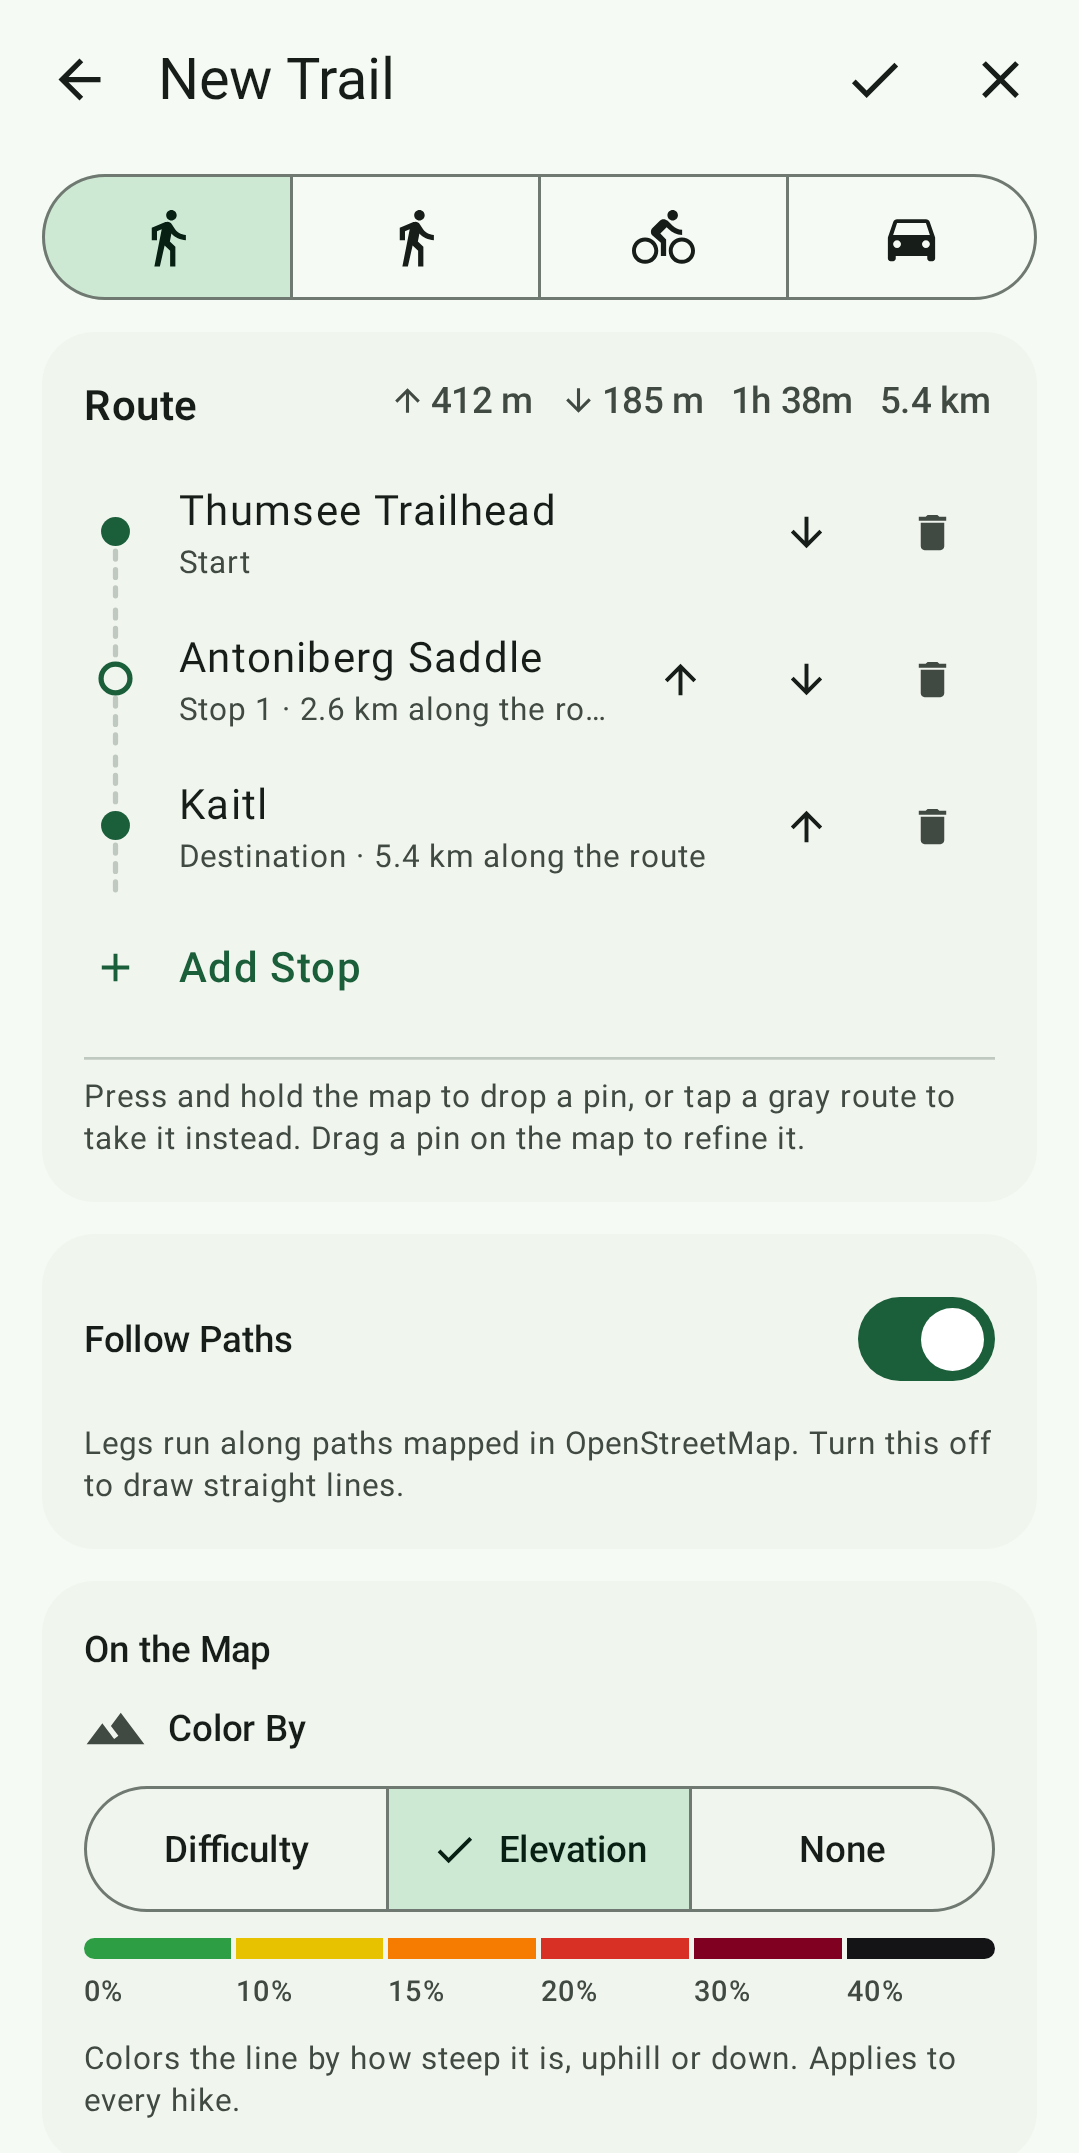 New Trail
Route
412 m 185 m 1h 38m 5.4 km
Thumsee Trailhead
Start
Antoniberg Saddle
Stop 1 · 2.6 km along the ro…
Kaitl
Destination · 5.4 km along the route
Add Stop
Press and hold the map to drop a pin, or tap a gray route to
take it instead. Drag a pin on the map to refine it.
Follow Paths
Legs run along paths mapped in OpenStreetMap. Turn this off
to draw straight lines.
On the Map
Color By
Difficulty Elevation None
0% 10% 15% 20% 30% 40%
Colors the line by how steep it is, uphill or down. Applies to
every hike.